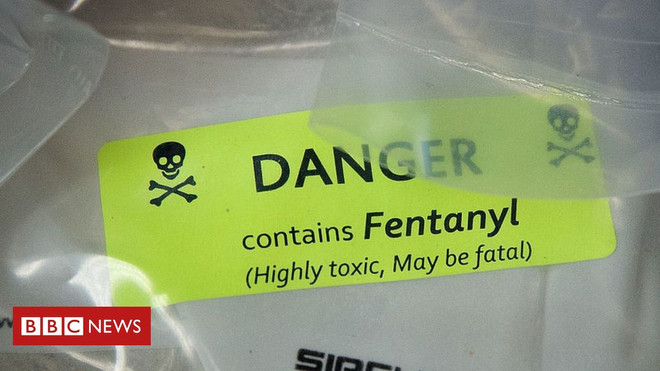 DANGER
contains Fentanyl
(Highly toxic, May be fatal)
BBC NEWS